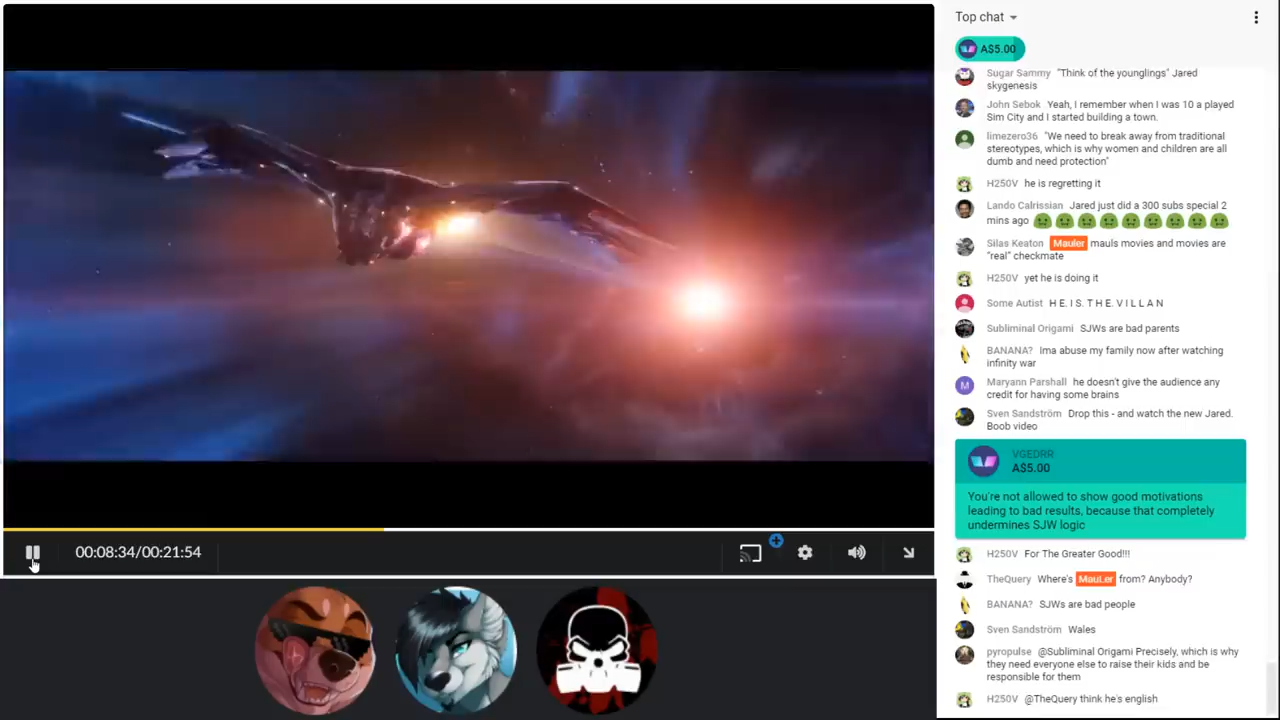 Top chat
A$5.00
Sugar Sammy "Think of the younglings" Jared
skygenesis
John Sebok Yeah, I remember when I was 10 a played
Sim City and I started building a town.
limezero36 "We need to break away from traditional
stereotypes, which is why women and children are all
dumb and need protection"
H250V he is regretting it
Lando Calrissian Jared just did a 300 subs special 2
mins ago
Silas Keaton Mauler mauls movies and movies are
"real" checkmate
H250V yet he is doing it
Some Autist H E. I S. T H E. V I L L A N
Subliminal Origami SJWs are bad parents
BANANA? Ima abuse my family now after watching
infinity war
M Maryann Parshall he doesn't give the audience any
credit for having some brains
Sven Sandström Drop this - and watch the new Jared.
Boob video
VGEDRR
A$5.00
You're not allowed to show good motivations
leading to bad results, because that completely
undermines SJW logic
H250V For The Greater Good!!!
TheQuery Where's MauLer from? Anybody?
BANANA? SJWs are bad people
Sven Sandström Wales
pyropulse @Subliminal Origami Precisely, which is why
they need everyone else to raise their kids and be
responsible for them
H250V @TheQuery think he's english
00:08:34/00:21:54